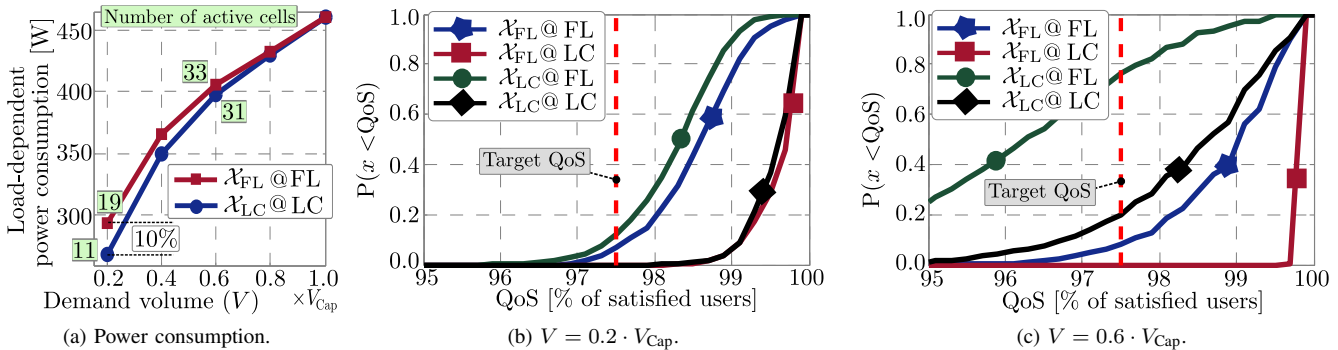 Number of active cells
Load-dependent
power consumption [W]
450
400
350
300
33
31
19
11
10%
𝒳FL @FL
𝒳LC @LC
0.2 0.4 0.6 0.8 1.0
Demand volume (V) ×VCap
(a) Power consumption.
P(x <QoS)
1.0
0.8
0.6
0.4
0.2
0.0
𝒳FL@ FL
𝒳FL@ LC
𝒳LC@ FL
𝒳LC@ LC
Target QoS
95 96 97 98 99 100
QoS [% of satisfied users]
(b) V = 0.2 · VCap.
P(x <QoS)
1.0
0.8
0.6
0.4
0.2
0.0
𝒳FL@ FL
𝒳FL@ LC
𝒳LC@ FL
𝒳LC@ LC
Target QoS
95 96 97 98 99 100
QoS [% of satisfied users]
(c) V = 0.6 · VCap.